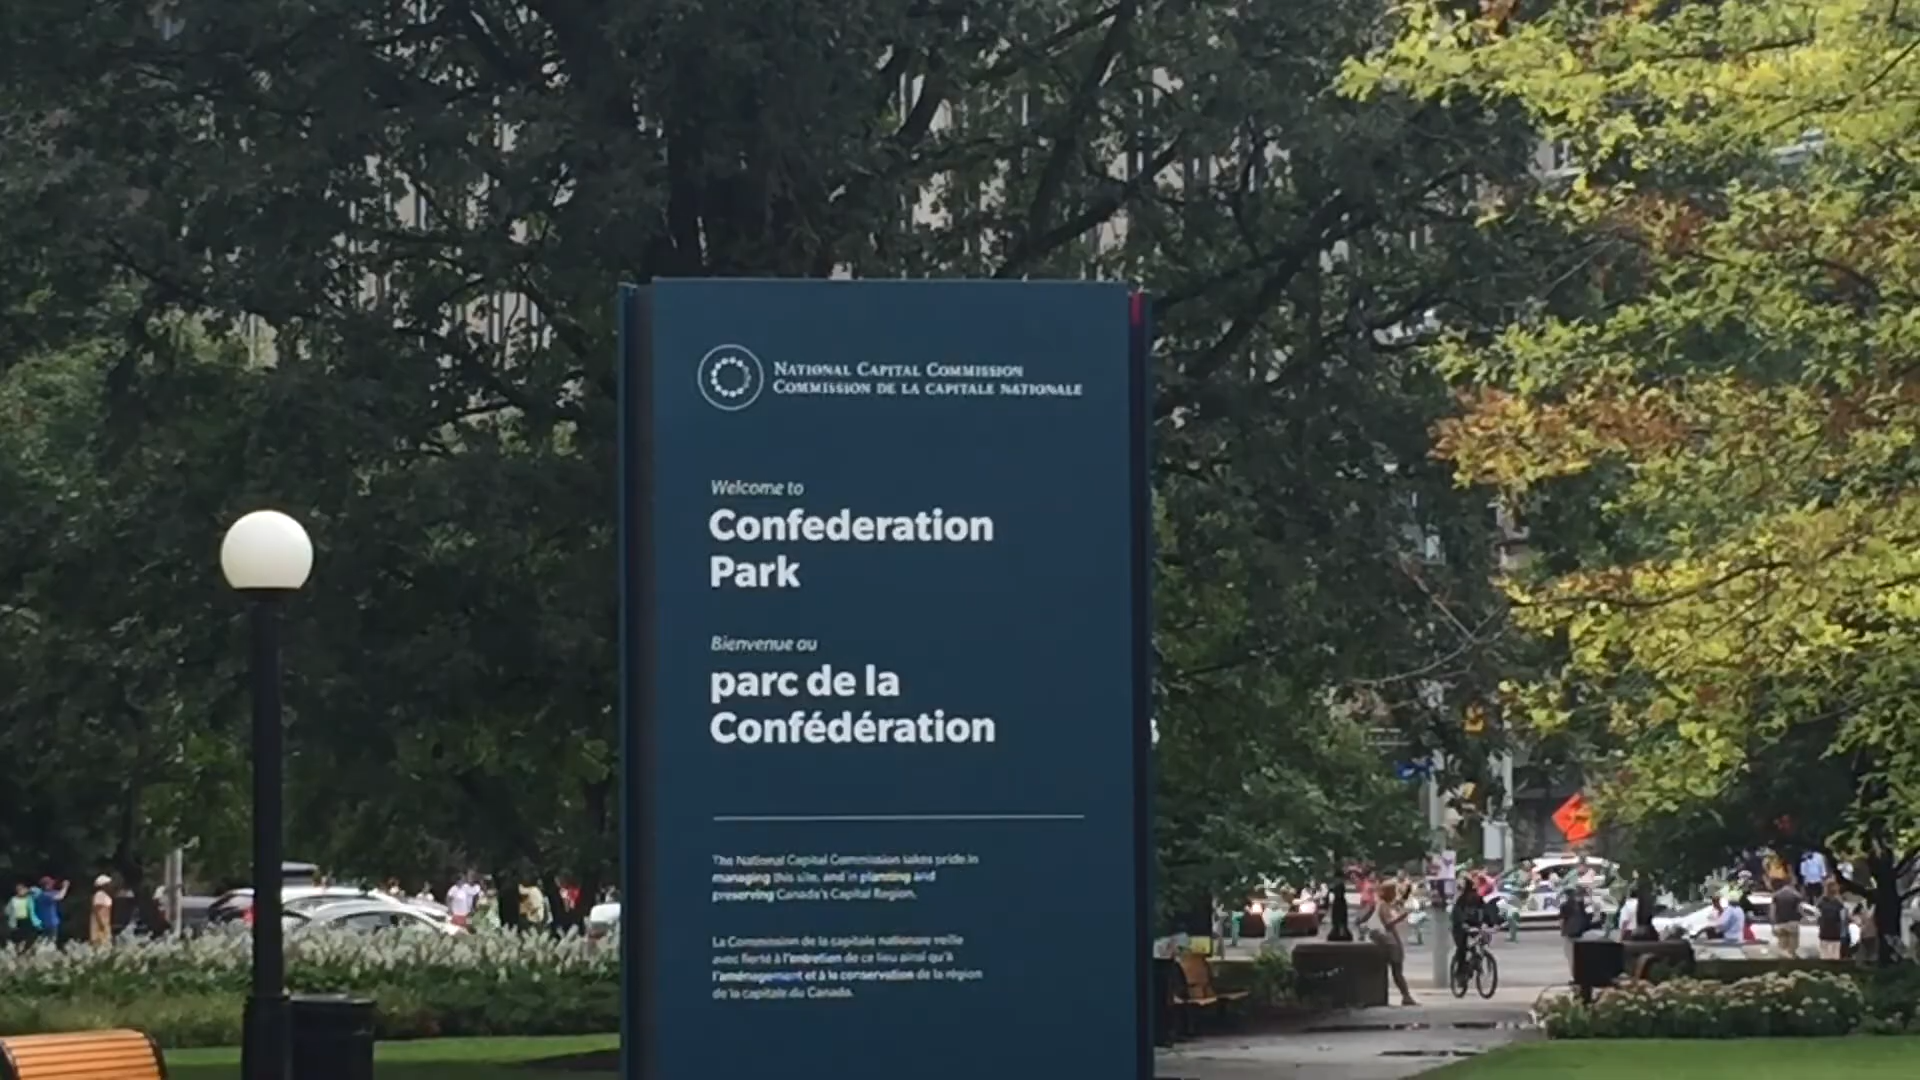 NATIONAL CAPITAL COMMISSION
COMMISSION DE LA CAPITALE NATIONALE
Welcome to
Confederation
Park
Bienvenue au
parc de la
Confédération
The National Capital Commission takes pride in
managing this site, and in planning and
preserving Canada's Capital Region.
La Commission de la capitale nationale veille
avec fierté à l'entretien de ce lieu ainsi qu'à
l'aménagement et à la conservation de la région
de la capitale du Canada.